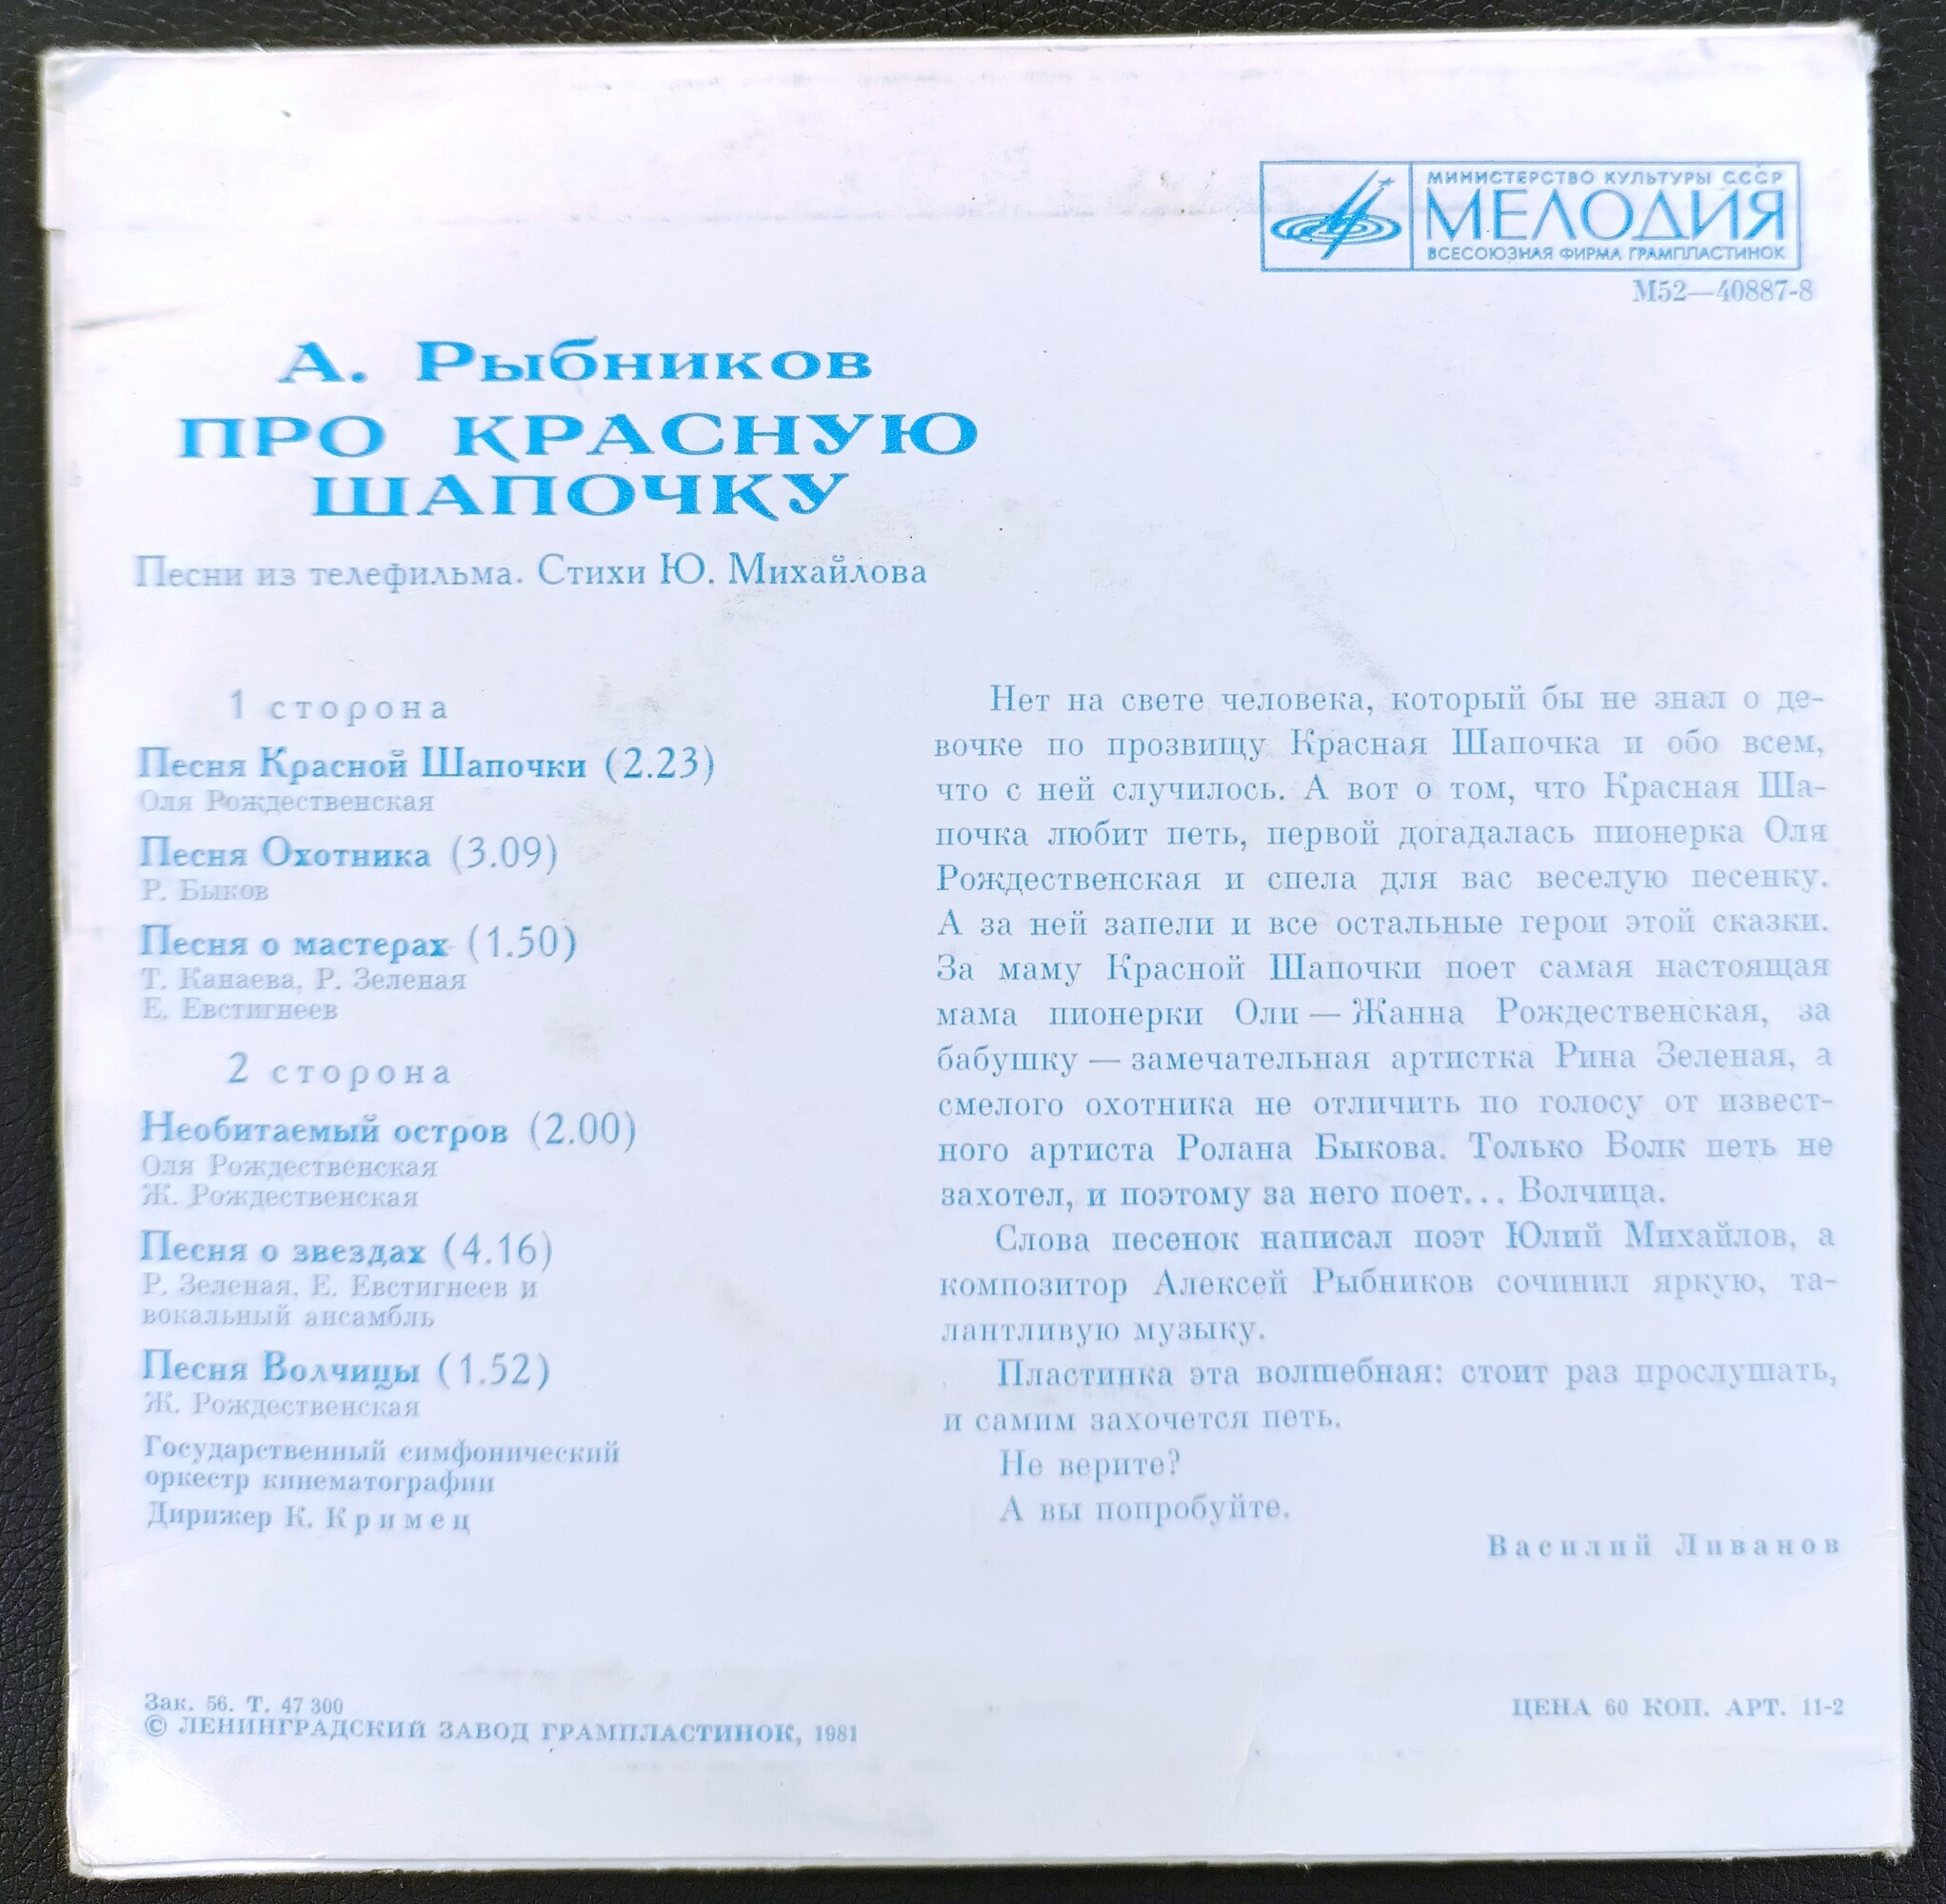 МИНИСТЕРСТВО КУЛЬТУРЫ СССР
МЕЛОДИЯ
ВСЕСОЮЗНАЯ ФИРМА ГРАМПЛАСТИНОК
М52—40887-8
А. Рыбников
ПРО КРАСНУЮ
ШАПОЧКУ
Песни из телефильма. Стихи Ю. Михайлова
1 сторона
Песня Красной Шапочки (2.23)
Оля Рождественская
Песня Охотника (3.09)
Р. Быков
Песня о мастерах (1.50)
Т. Канаева, Р. Зеленая
Е. Евстигнеев
2 сторона
Необитаемый остров (2.00)
Оля Рождественская
Ж. Рождественская
Песня о звездах (4.16)
Р. Зеленая, Е. Евстигнеев и
вокальный ансамбль
Песня Волчицы (1.52)
Ж. Рождественская
Государственный симфонический
оркестр кинематографии
Дирижер К. Кримец
Нет на свете человека, который бы не знал о де-
вочке по прозвищу Красная Шапочка и обо всем,
что с ней случилось. А вот о том, что Красная Ша-
почка любит петь, первой догадалась пионерка Оля
Рождественская и спела для вас веселую песенку.
А за ней запели и все остальные герои этой сказки.
За маму Красной Шапочки поет самая настоящая
мама пионерки Оли — Жанна Рождественская, за
бабушку — замечательная артистка Рина Зеленая, а
смелого охотника не отличить по голосу от извест-
ного артиста Ролана Быкова. Только Волк петь не
захотел, и поэтому за него поет... Волчица.
Слова песенок написал поэт Юлий Михайлов, а
композитор Алексей Рыбников сочинил яркую, та-
лантливую музыку.
Пластинка эта волшебная: стоит раз прослушать,
и самим захочется петь.
Не верите?
А вы попробуйте.
Василий Ливанов
Зак. 56. Т. 47 300
© ЛЕНИНГРАДСКИЙ ЗАВОД ГРАМПЛАСТИНОК, 1981
ЦЕНА 60 КОП. АРТ. 11-2